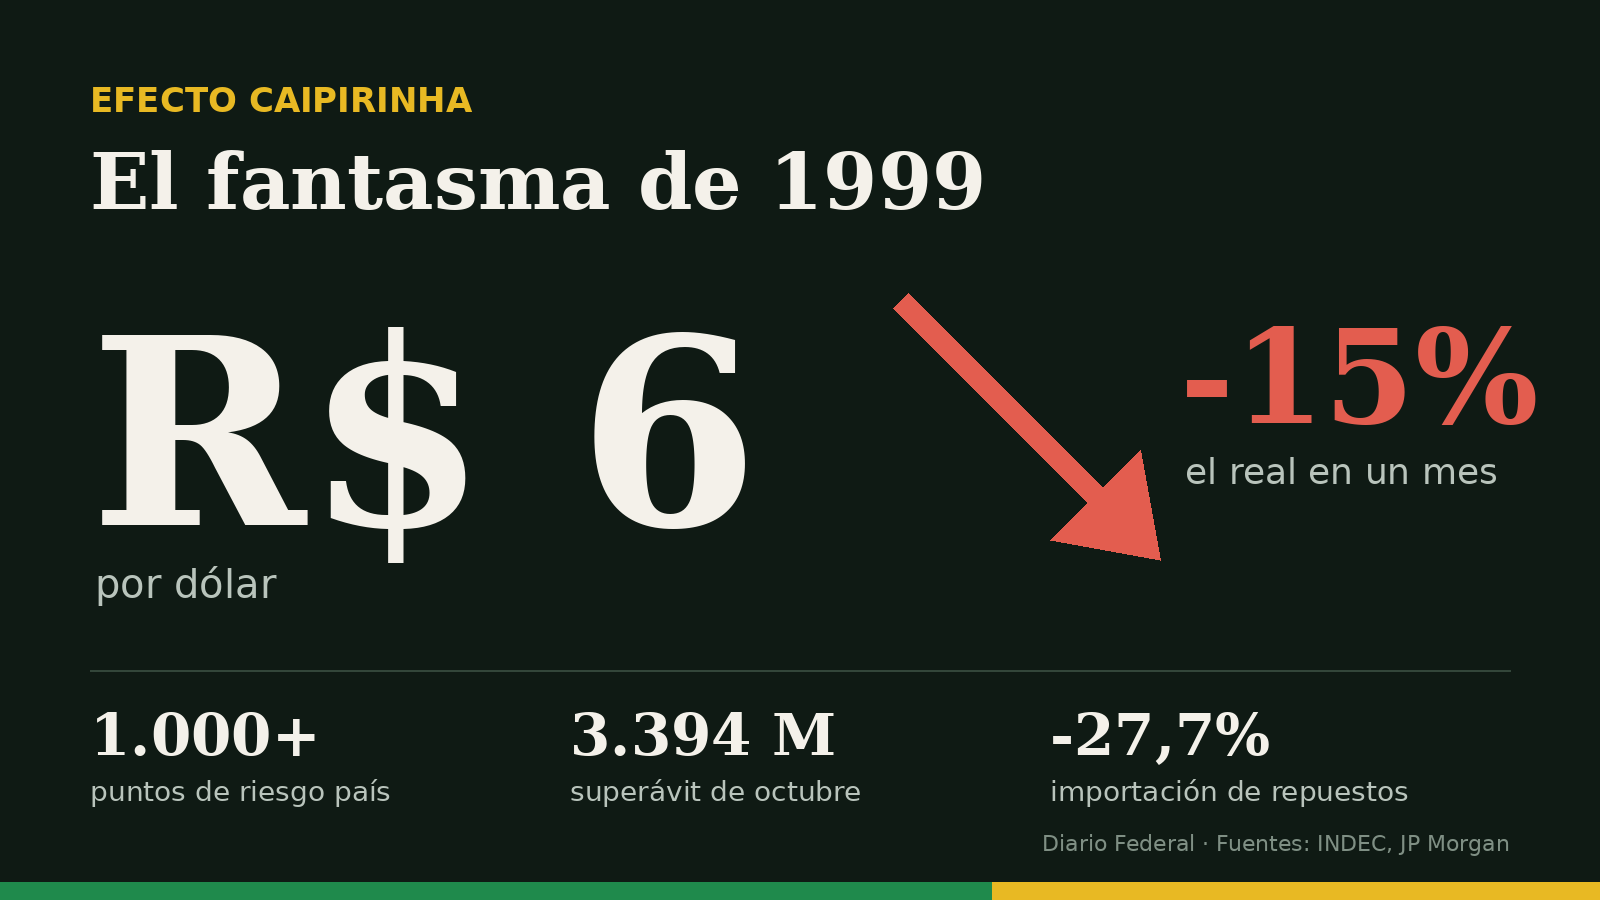 EFECTO CAIPIRINHA
El fantasma de 1999
R$ 6
por dólar
-15%
el real en un mes
1.000+
puntos de riesgo país
3.394 M
superávit de octubre
-27,7%
importación de repuestos
Diario Federal · Fuentes: INDEC, JP Morgan